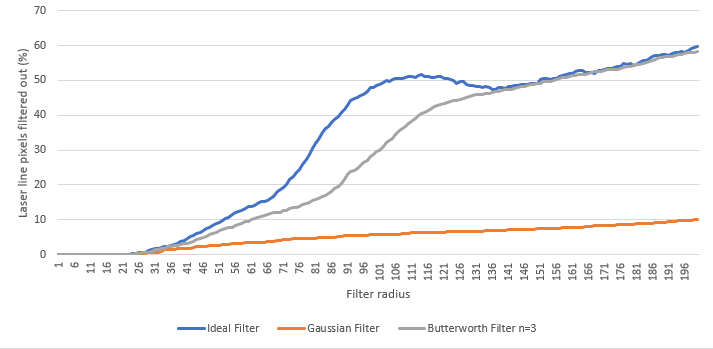 70
60
50
40
30
20
10
0
Laser line pixels filtered out (%)
1 6 11 16 21 26 31 36 41 46 51 56 61 66 71 76 81 86 91 96 101 106 111 116 121 126 131 136 141 146 151 156 161 166 171 176 181 186 191 196
Filter radius
Ideal Filter Gaussian Filter Butterworth Filter n=3